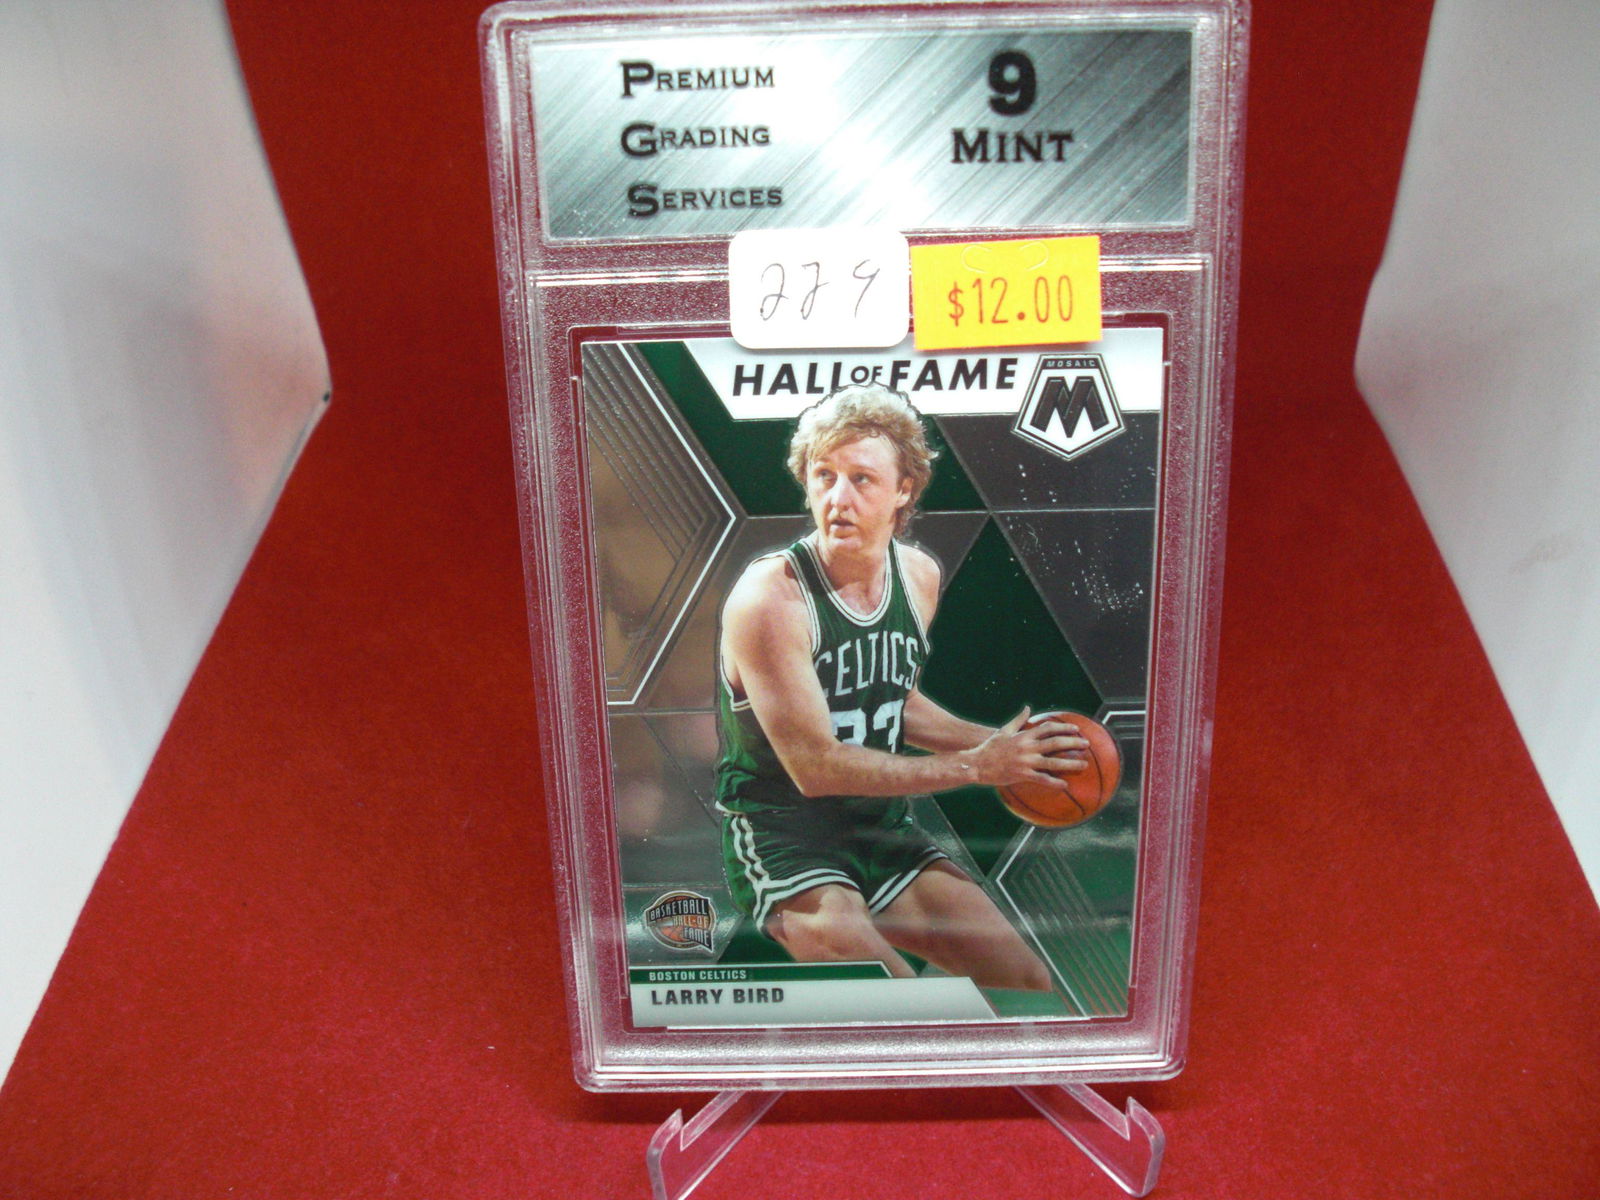 PREMIUM
GRADING
SERVICES
9
MINT
229
$12.00
HALL OF FAME
MOSAIC
M
CELTICS
33
BASKETBALL
HALL-OF
FAME
BOSTON CELTICS
LARRY BIRD